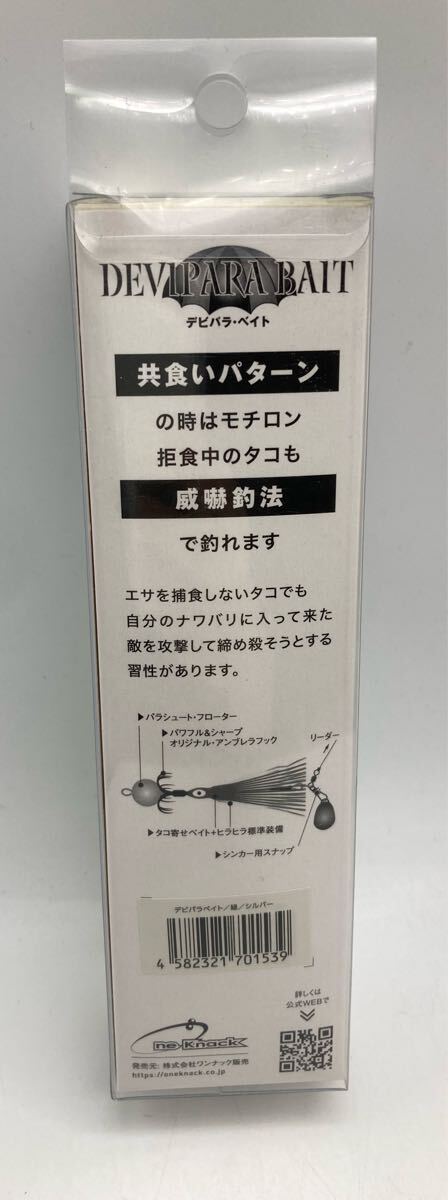 DEVIPARA BAIT
デビパラ・ベイト
共食いパターン
の時はモチロン
拒食中のタコも
威嚇釣法
で釣れます
エサを捕食しないタコでも
自分のナワバリに入って来た
敵を攻撃して締め殺そうとする
習性があります。
▶パラシュート・フローター
▶パワフル&シャープ
オリジナル・アンブレラフック
リーダー
▶タコ寄せベイト+ヒラヒラ標準装備
▶シンカー用スナップ
デビパラベイト/緑/シルバー
4 582321 701539
詳しくは
公式WEBで
one Knack
発売元: 株式会社ワンナック販売
https://oneknack.co.jp